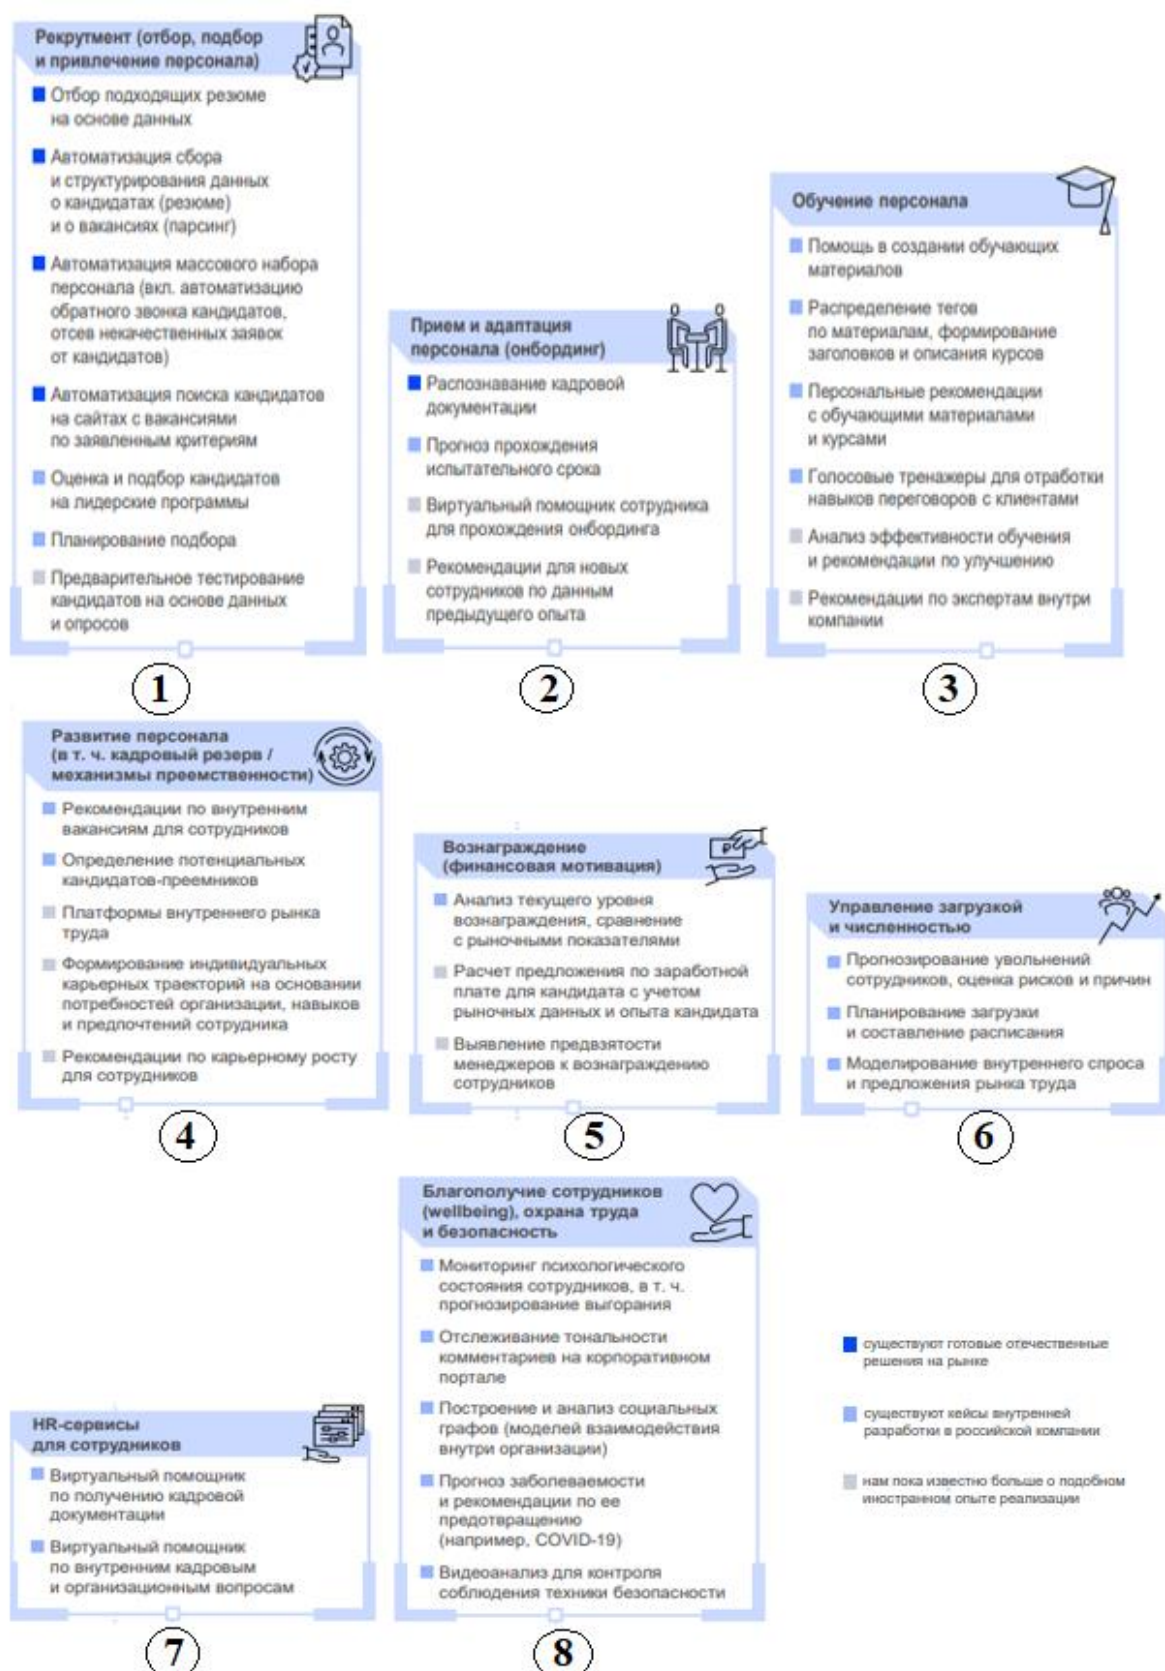 Рекрутмент (отбор, подбор
и привлечение персонала)
Отбор подходящих резюме
на основе данных
Автоматизация сбора
и структурирования данных
о кандидатах (резюме)
и о вакансиях (парсинг)
Автоматизация массового набора
персонала (вкл. автоматизацию
обратного звонка кандидатов,
отсев некачественных заявок
от кандидатов)
Автоматизация поиска кандидатов
на сайтах с вакансиями
по заявленным критериям
Оценка и подбор кандидатов
на лидерские программы
Планирование подбора
Предварительное тестирование
кандидатов на основе данных
и опросов
1
Прием и адаптация
персонала (онбординг)
Распознавание кадровой
документации
Прогноз прохождения
испытательного срока
Виртуальный помощник сотрудника
для прохождения онбординга
Рекомендации для новых
сотрудников по данным
предыдущего опыта
2
Обучение персонала
Помощь в создании обучающих
материалов
Распределение тегов
по материалам, формирование
заголовков и описания курсов
Персональные рекомендации
с обучающими материалами
и курсами
Голосовые тренажеры для отработки
навыков переговоров с клиентами
Анализ эффективности обучения
и рекомендации по улучшению
Рекомендации по экспертам внутри
компании
3
Развитие персонала
(в т. ч. кадровый резерв /
механизмы преемственности)
Рекомендации по внутренним
вакансиям для сотрудников
Определение потенциальных
кандидатов-преемников
Платформы внутреннего рынка
труда
Формирование индивидуальных
карьерных траекторий на основании
потребностей организации, навыков
и предпочтений сотрудника
Рекомендации по карьерному росту
для сотрудников
4
Вознаграждение
(финансовая мотивация)
₽
Анализ текущего уровня
вознаграждения, сравнение
с рыночными показателями
Расчет предложения по заработной
плате для кандидата с учетом
рыночных данных и опыта кандидата
Выявление предвзятости
менеджеров к вознаграждению
сотрудников
5
Управление загрузкой
и численностью
Прогнозирование увольнений
сотрудников, оценка рисков и причин
Планирование загрузки
и составление расписания
Моделирование внутреннего спроса
и предложения рынка труда
6
HR-сервисы
для сотрудников
Виртуальный помощник
по получению кадровой
документации
Виртуальный помощник
по внутренним кадровым
и организационным вопросам
7
Благополучие сотрудников
(wellbeing), охрана труда
и безопасность
Мониторинг психологического
состояния сотрудников, в т. ч.
прогнозирование выгорания
Отслеживание тональности
комментариев на корпоративном
портале
Построение и анализ социальных
графов (моделей взаимодействия
внутри организации)
Прогноз заболеваемости
и рекомендации по ее
предотвращению
(например, COVID-19)
Видеоанализ для контроля
соблюдения техники безопасности
8
существуют готовые отечественные
решения на рынке
существуют кейсы внутренней
разработки в российской компании
нам пока известно больше о подобном
иностранном опыте реализации